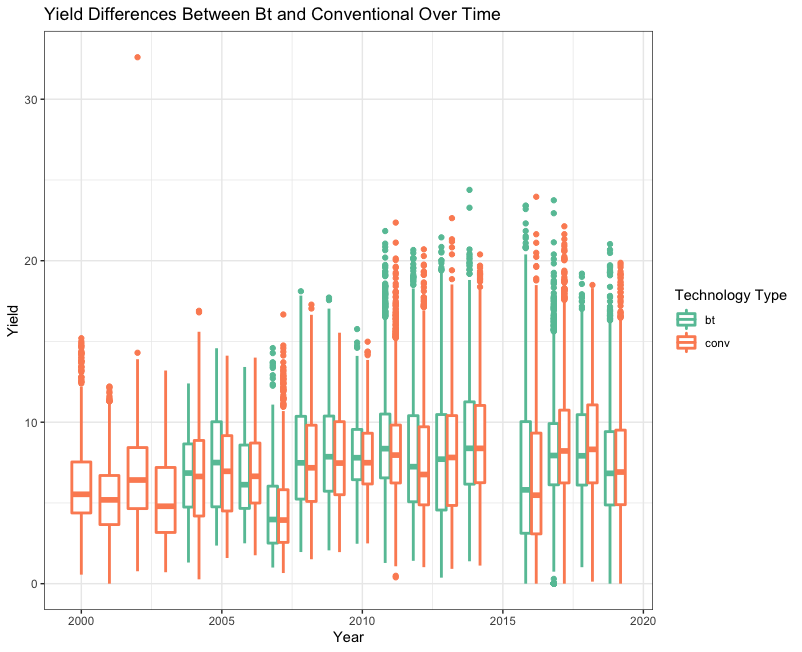 Yield Differences Between Bt and Conventional Over Time
30
20
10
0
Yield
2000
2005
2010
2015
2020
Year
Technology Type
bt
conv